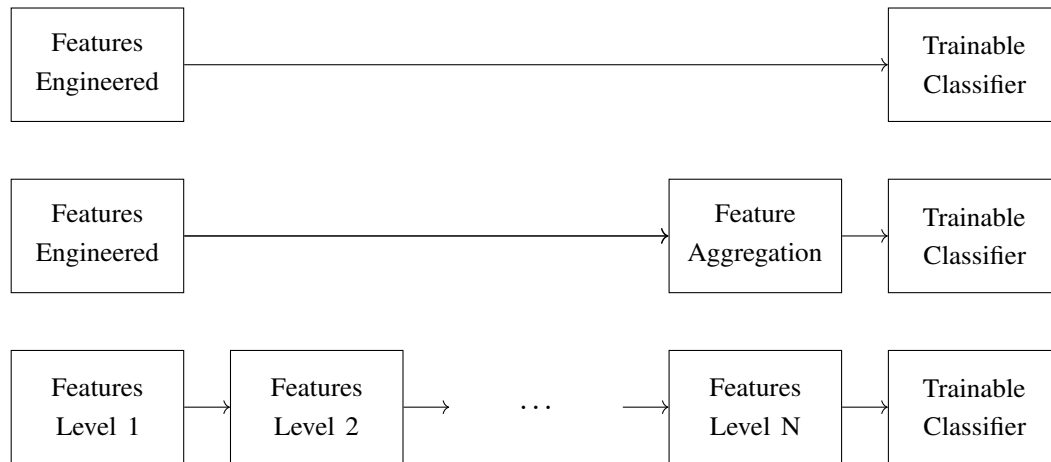 Features
Engineered
Trainable
Classifier
Features
Engineered
Feature
Aggregation
Trainable
Classifier
Features
Level 1
Features
Level 2
...
Features
Level N
Trainable
Classifier